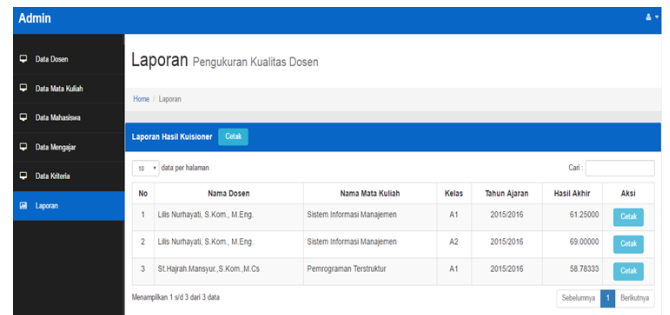 Admin
Data Dosen
Data Mata Kuliah
Data Mahasiswa
Data Mengajar
Data Kriteria
Laporan
Laporan Pengukuran Kualitas Dosen
Home / Laporan
Laporan Hasil Kuisioner Cetak
10 data per halaman Cari :
No Nama Dosen Nama Mata Kuliah Kelas Tahun Ajaran Hasil Akhir Aksi
1 Lilis Nurhayati, S.Kom., M.Eng. Sistem Informasi Manajemen A1 2015/2016 61.25000 Cetak
2 Lilis Nurhayati, S.Kom., M.Eng. Sistem Informasi Manajemen A2 2015/2016 69.00000 Cetak
3 St.Hajrah.Mansyur.,S.Kom.,M.Cs Pemrograman Terstruktur A1 2015/2016 58.78333 Cetak
Menampilkan 1 s/d 3 dari 3 data Sebelumnya 1 Berikutnya